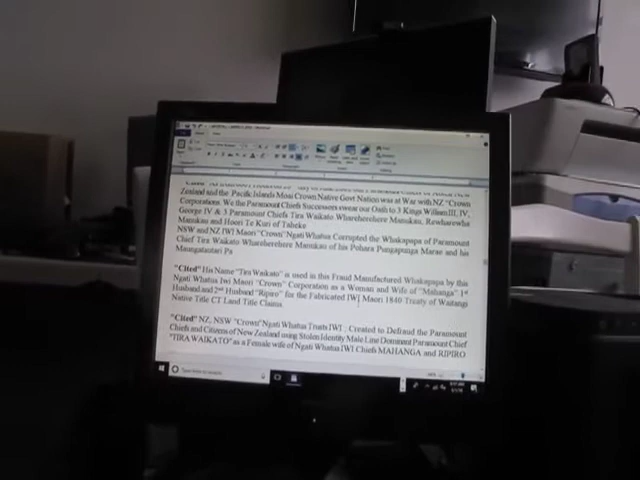 Zealand and the Pacific Islands Moai Crown Native Govt Nation was at War with NZ "Crown
Corporations. We the Paramount Chiefs Successors swear our Oath to 3 Kings William III, IV,
George IV & 3 Paramount Chiefs Tira Waikato Wharehерehere Manukau, Rewharewha
Manukau and Hoori Te Kuri of Taheke
NSW and NZ IWI Maori "Crown" Ngati Whatua Corrupted the Whakapapa of Paramount
Chief Tira Waikato Whareherehere Manukau of his Pohara Pungapunga Marae and his
Maungatautari Pa
"Cited" His Name "Tira Waikato" is used in this Fraud Manufactured Whakapapa by this
Ngati Whatua Iwi Maori "Crown" Corporation as a Woman and Wife of "Mahanga" 1st
Husband and 2nd Husband "Ripiro" for the Fabricated IWI Maori 1840 Treaty of Waitangi
Native Title CT Land Title Claims
"Cited" NZ, NSW "Crown"Ngati Whatua Trusts IWI ; Created to Defraud the Paramount
Chiefs and Citizens of New Zealand using Stolen Identity Male Line Dominant Paramount Chief
"TIRA WAIKATO" as a Female wife of Ngati Whatua IWI Chiefs MAHANGA and RIPIRO